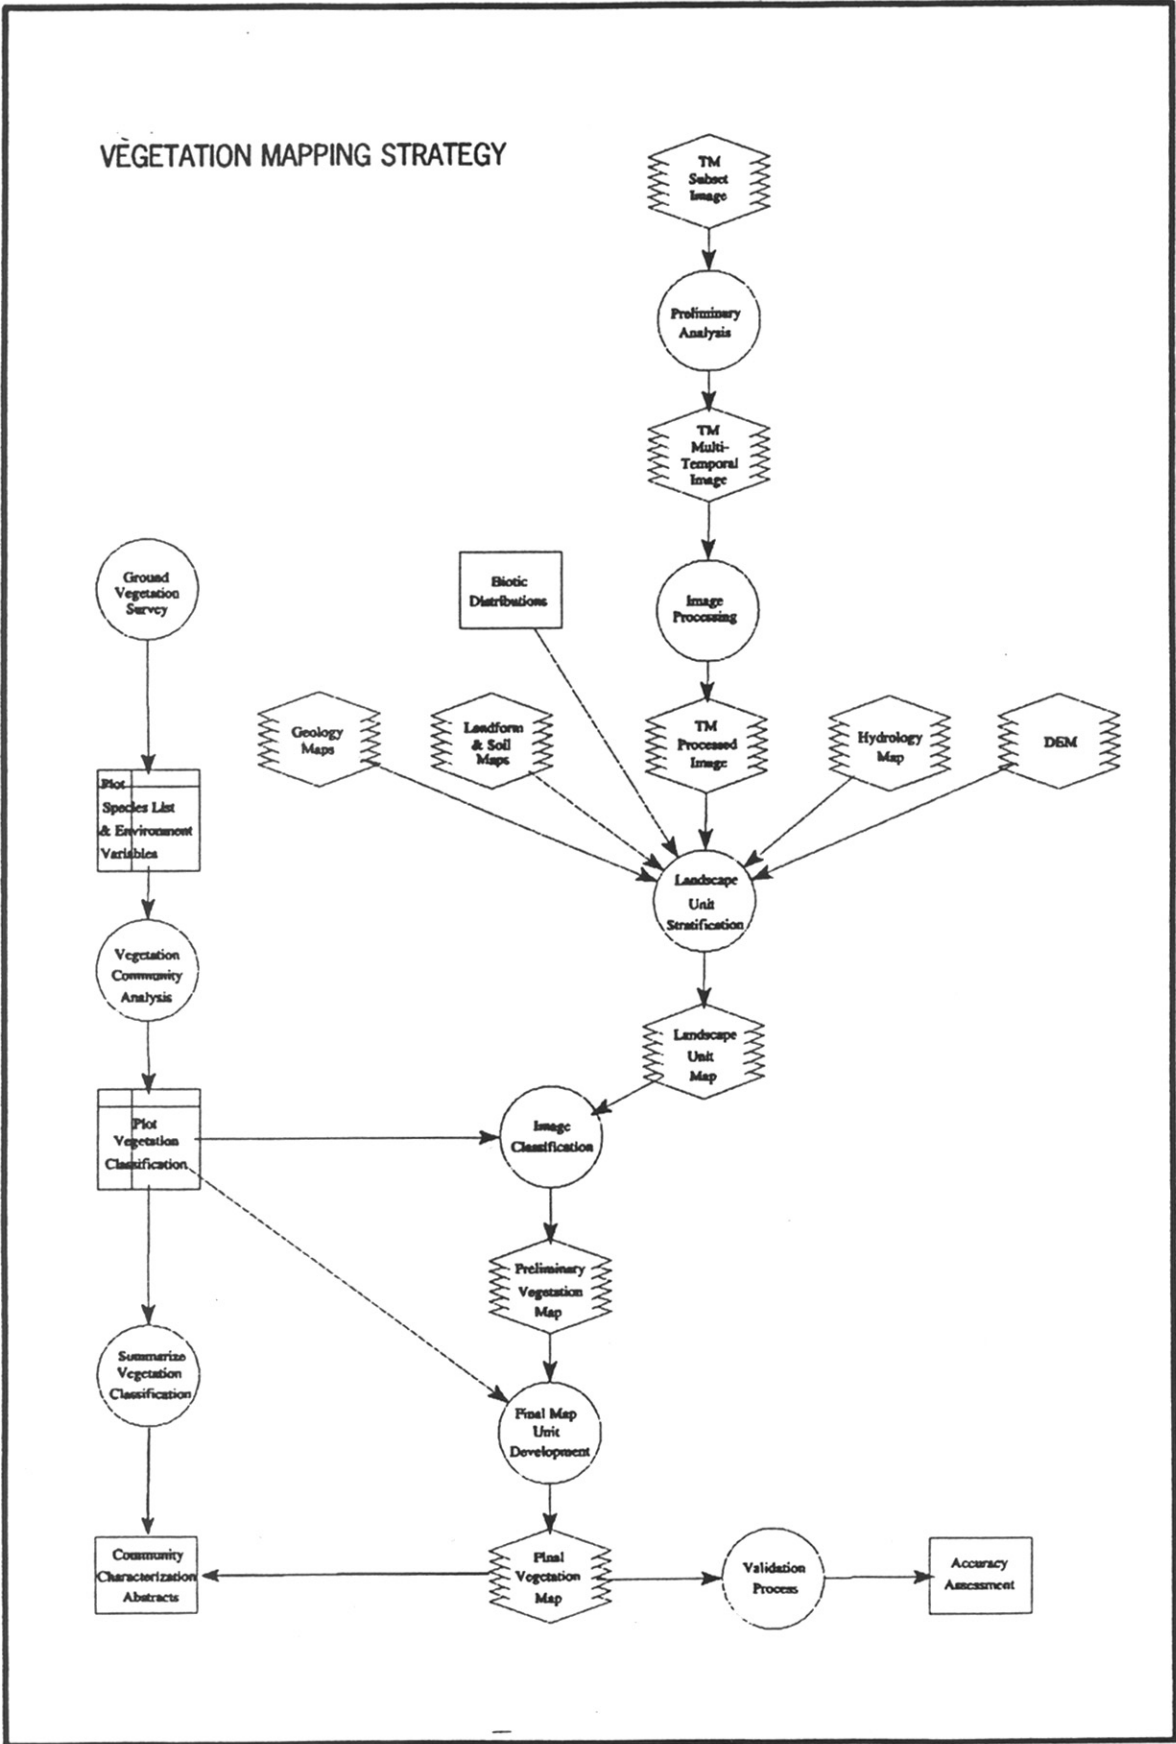 VEGETATION MAPPING STRATEGY
TM
Subset
Image
Preliminary
Analysis
TM
Multi-
Temporal
Image
Ground
Vegetation
Survey
Biotic
Distributions
Image
Processing
Geology
Maps
Landform
& Soil
Maps
TM
Processed
Image
Hydrology
Map
DEM
Plot
Species List
& Environment
Variables
Landscape
Unit
Stratification
Vegetation
Community
Analysis
Landscape
Unit
Map
Plot
Vegetation
Classification
Image
Classification
Preliminary
Vegetation
Map
Summarize
Vegetation
Classification
Final Map
Unit
Development
Community
Characterization
Abstracts
Final
Vegetation
Map
Validation
Process
Accuracy
Assessment